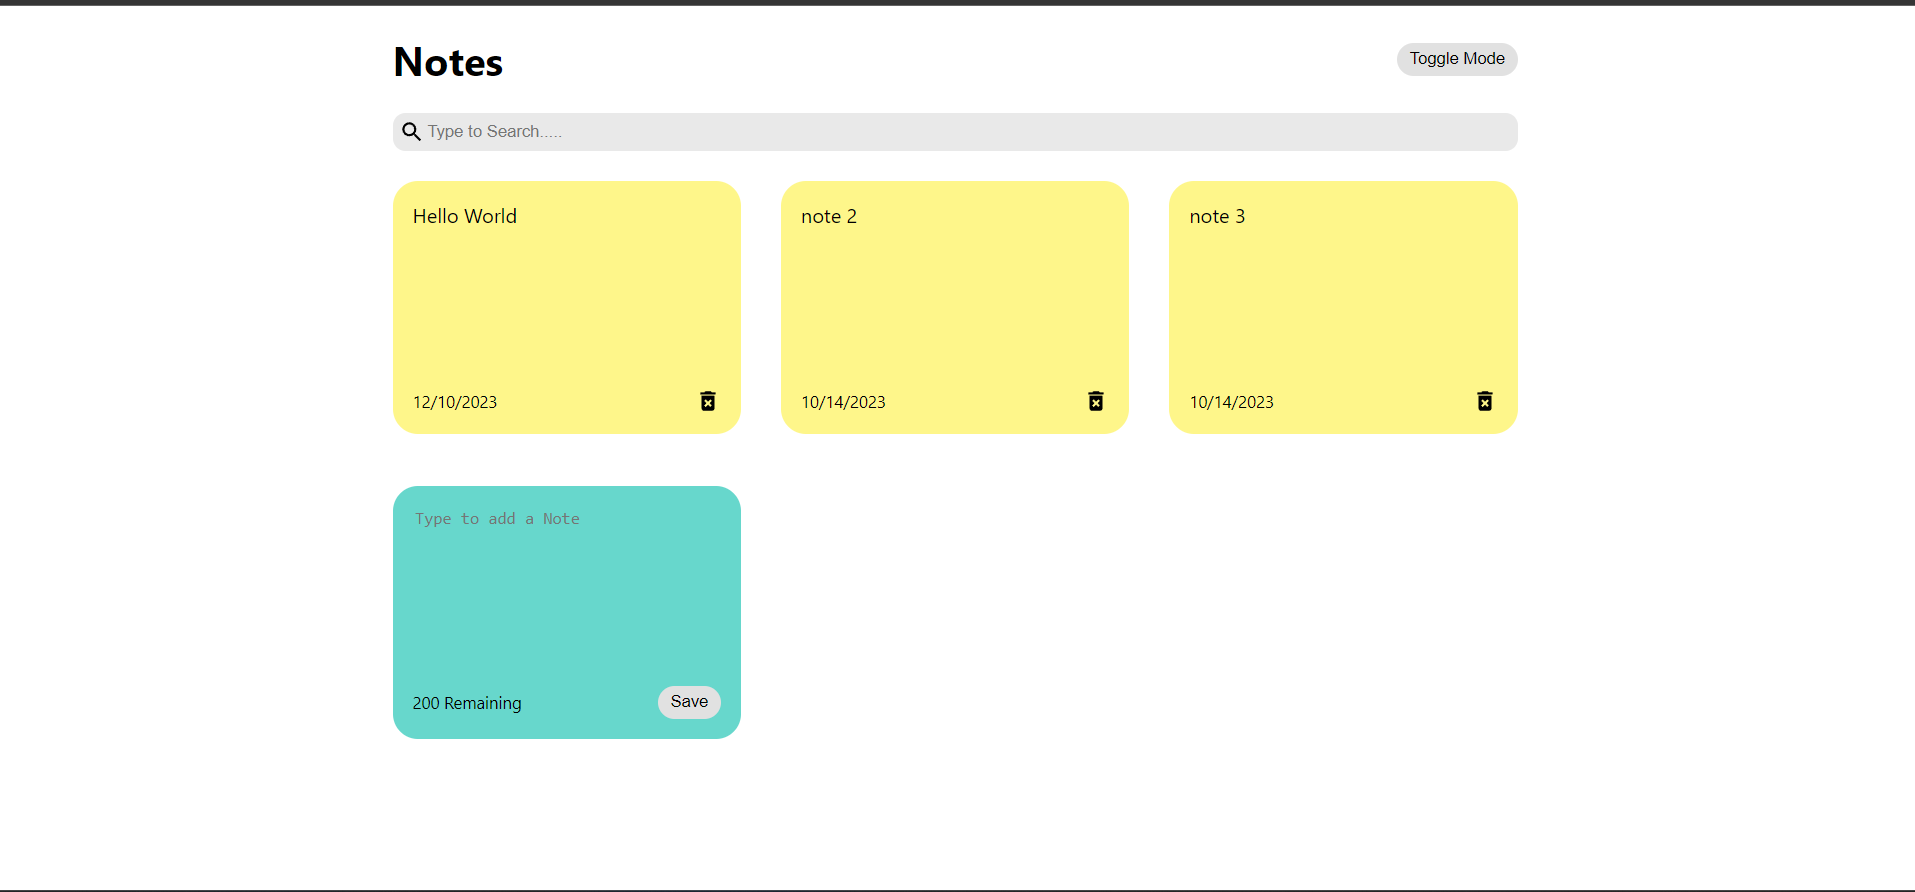 Notes
Toggle Mode
Type to Search.....
Hello World
note 2
note 3
12/10/2023
10/14/2023
10/14/2023
Type to add a Note
200 Remaining
Save